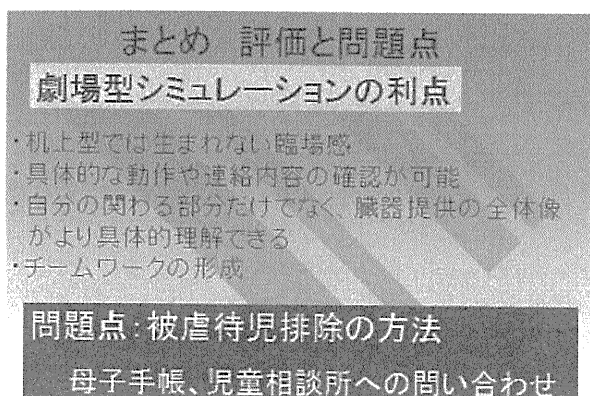 まとめ 評価と問題点
劇場型シミュレーションの利点
・机上型では生まれない臨場感
・具体的な動作や連絡内容の確認が可能
・自分の関わる部分だけでなく、臓器提供の全体像
がより具体的理解できる
・チームワークの形成
問題点：被虐待児排除の方法
母子手帳、児童相談所への問い合わせ